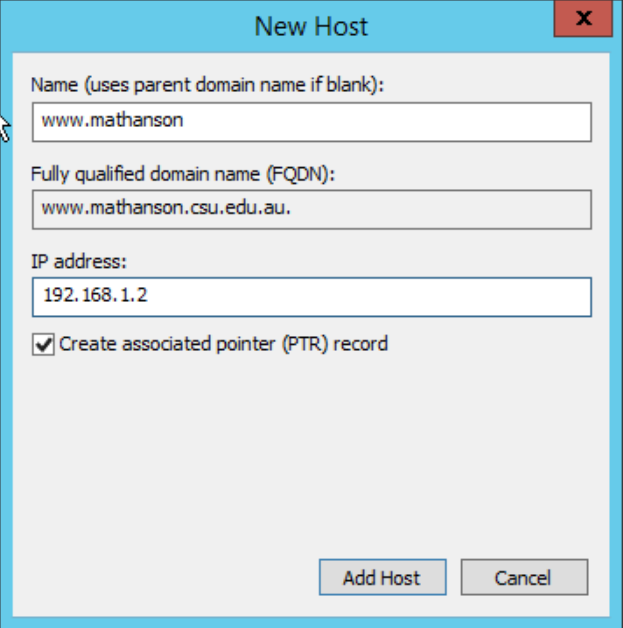 New Host
x
Name (uses parent domain name if blank):
www.mathanson
Fully qualified domain name (FQDN):
www.mathanson.csu.edu.au.
IP address:
192.168.1.2
Create associated pointer (PTR) record
Add Host Cancel